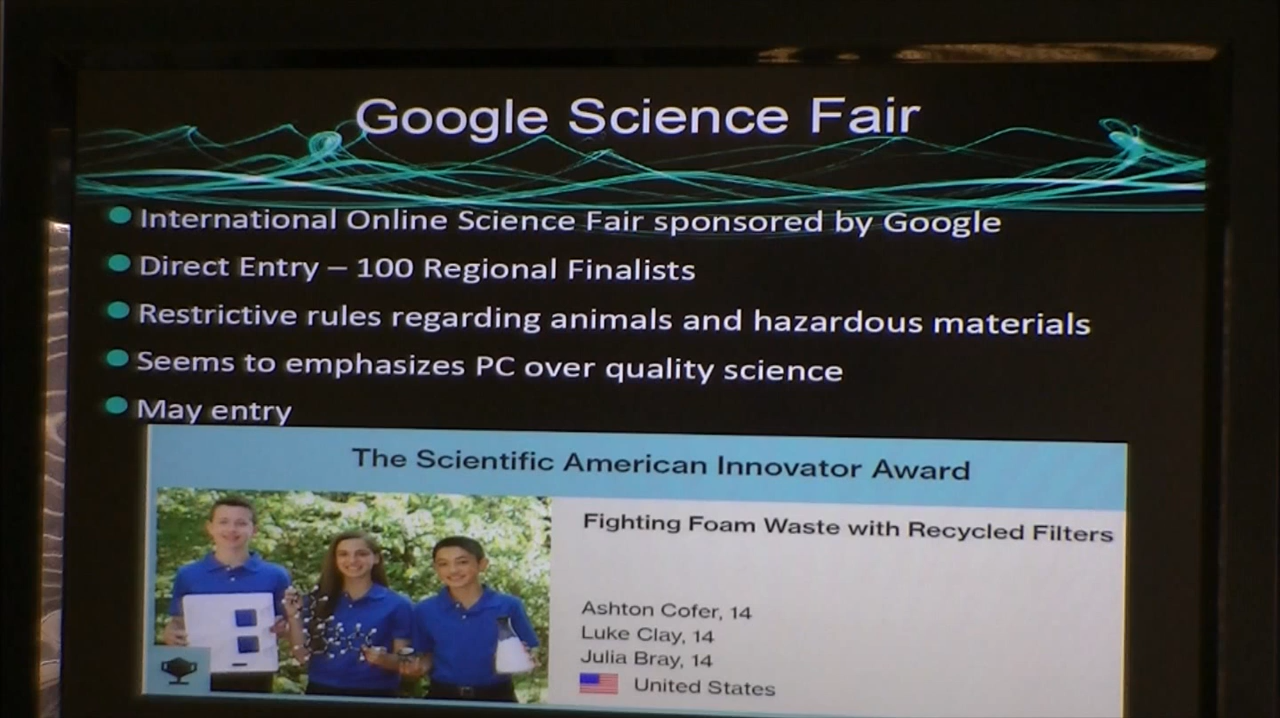 Google Science Fair
International Online Science Fair sponsored by Google
Direct Entry – 100 Regional Finalists
Restrictive rules regarding animals and hazardous materials
Seems to emphasizes PC over quality science
May entry
The Scientific American Innovator Award
Fighting Foam Waste with Recycled Filters
Ashton Cofer, 14
Luke Clay, 14
Julia Bray, 14
United States